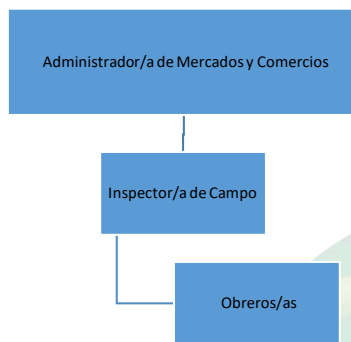 Administrador/a de Mercados y Comercios
Inspector/a de Campo
Obreros/as